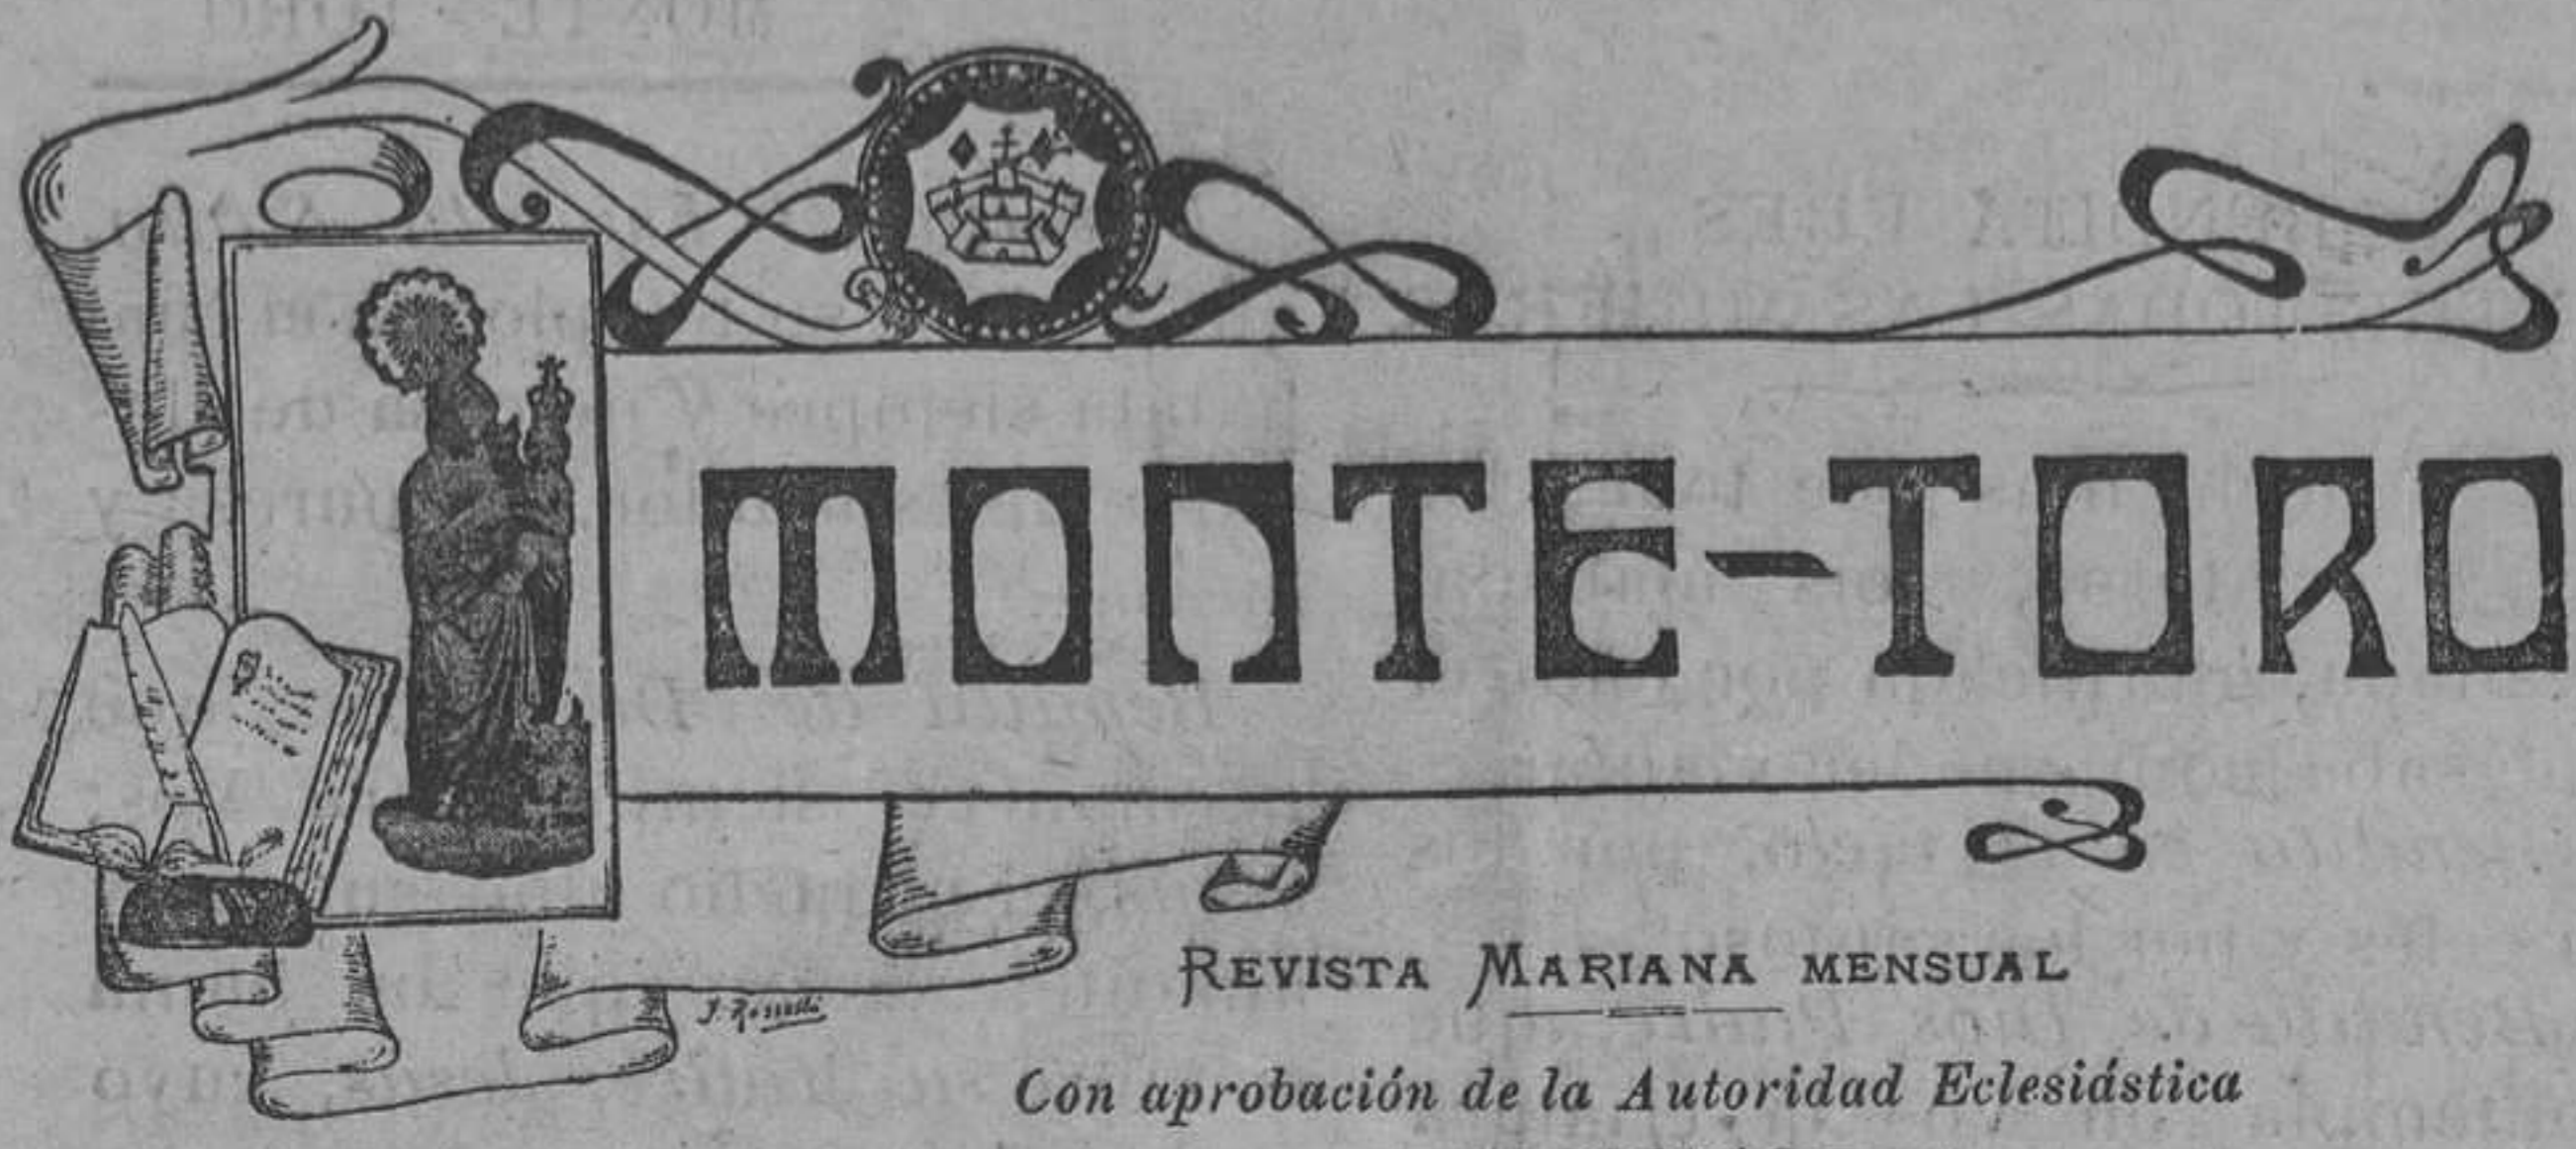 MONTE-TORO
REVISTA MARIANA MENSUAL
Con aprobación de la Autoridad Eclesiástica